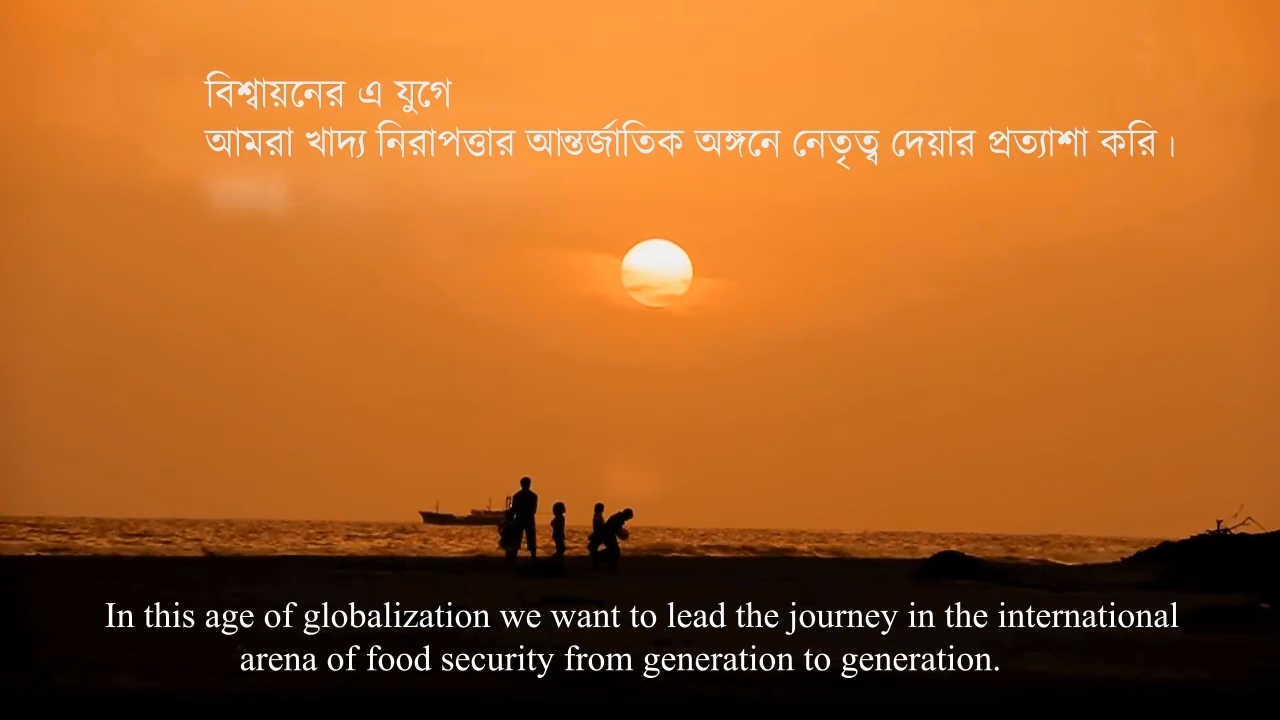 বিশ্বায়নের এ যুগে
আমরা খাদ্য নিরাপত্তার আন্তর্জাতিক অঙ্গনে নেতৃত্ব দেয়ার প্রত্যাশা করি।
In this age of globalization we want to lead the journey in the international
arena of food security from generation to generation.